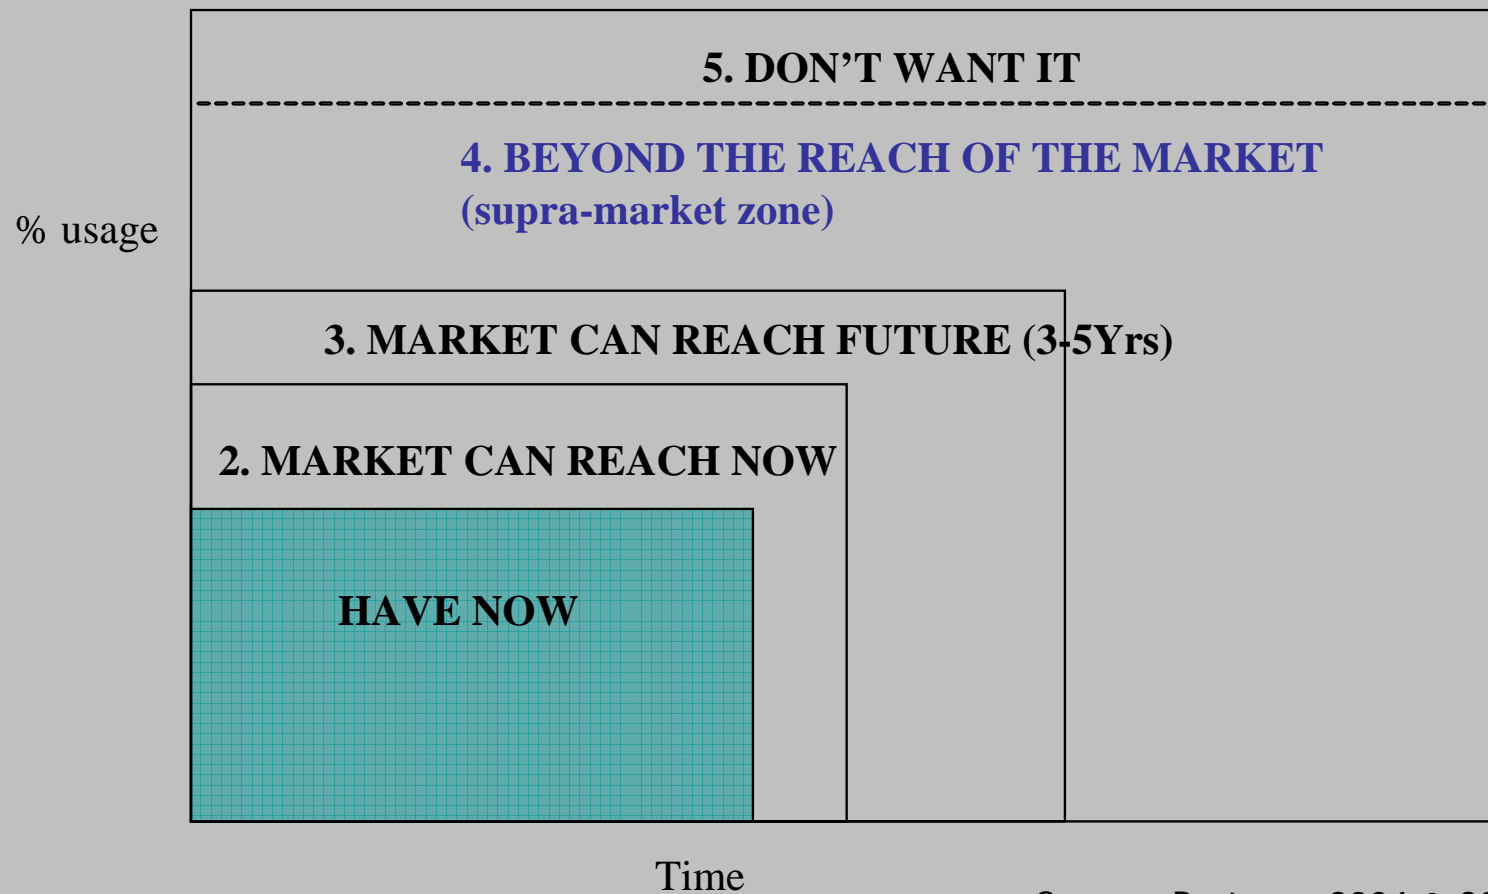 5. DON’T WANT IT
4. BEYOND THE REACH OF THE MARKET
(supra-market zone)
% usage
3. MARKET CAN REACH FUTURE (3-5Yrs)
2. MARKET CAN REACH NOW
HAVE NOW
Time